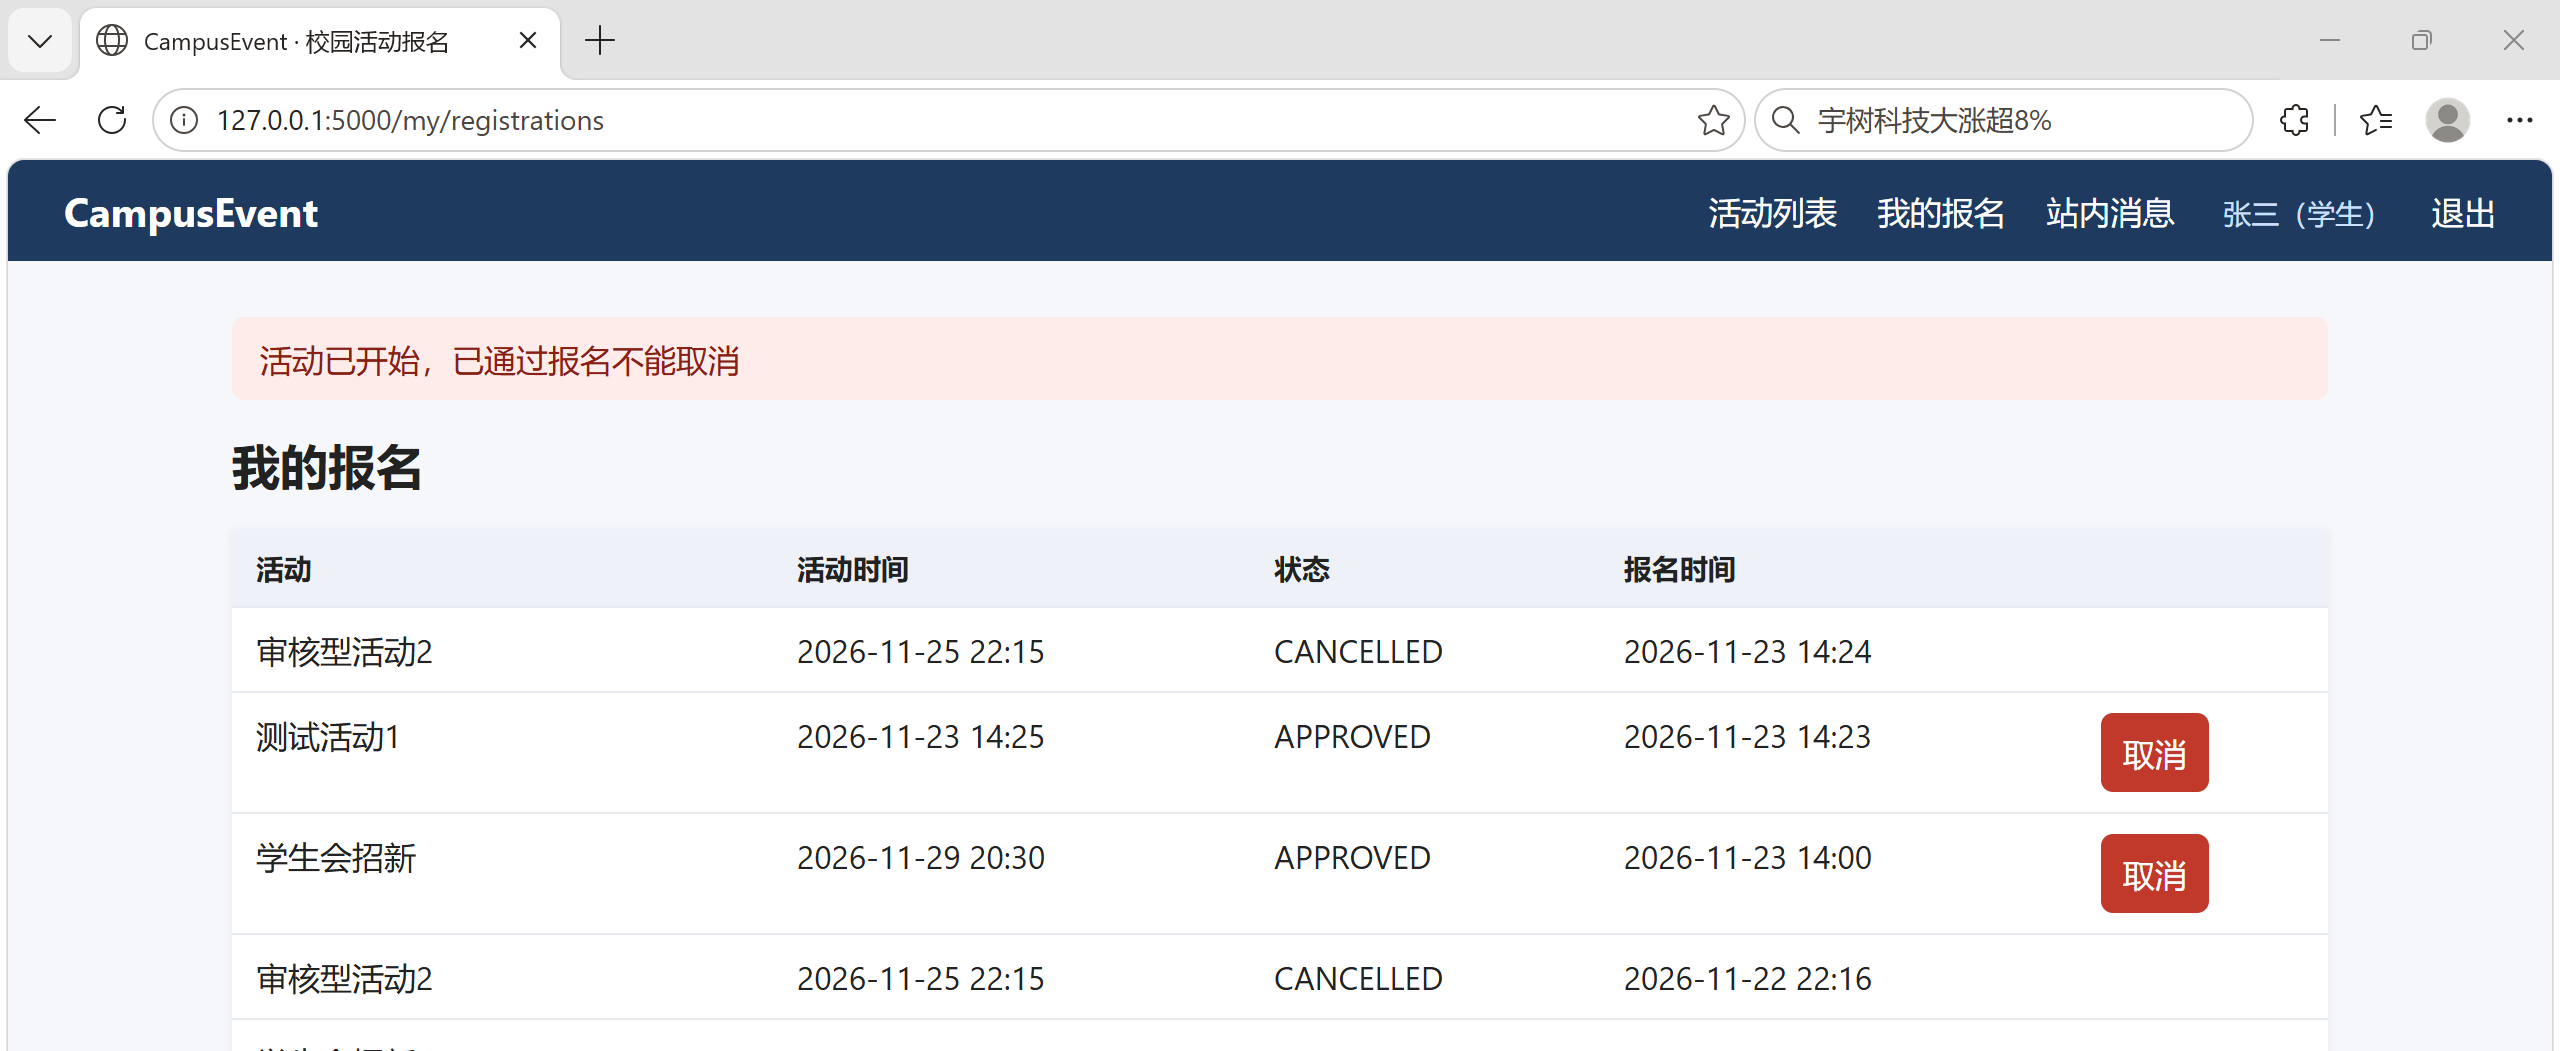 CampusEvent · 校园活动报名
127.0.0.1:5000/my/registrations
宇树科技大涨超8%
CampusEvent 活动列表 我的报名 站内消息 张三（学生） 退出
活动已开始，已通过报名不能取消
我的报名
活动 活动时间 状态 报名时间
审核型活动2 2026-11-25 22:15 CANCELLED 2026-11-23 14:24
测试活动1 2026-11-23 14:25 APPROVED 2026-11-23 14:23 取消
学生会招新 2026-11-29 20:30 APPROVED 2026-11-23 14:00 取消
审核型活动2 2026-11-25 22:15 CANCELLED 2026-11-22 22:16